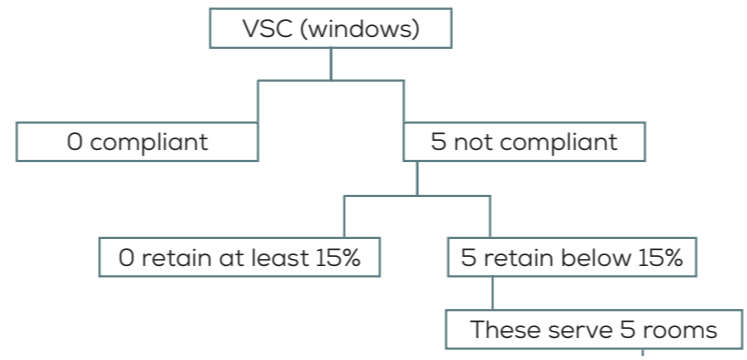 VSC (windows)
0 compliant
5 not compliant
0 retain at least 15%
5 retain below 15%
These serve 5 rooms